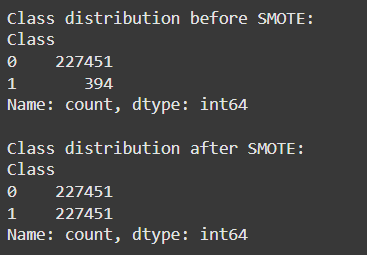 Class distribution before SMOTE:
Class
0    227451
1       394
Name: count, dtype: int64

Class distribution after SMOTE:
Class
0    227451
1    227451
Name: count, dtype: int64